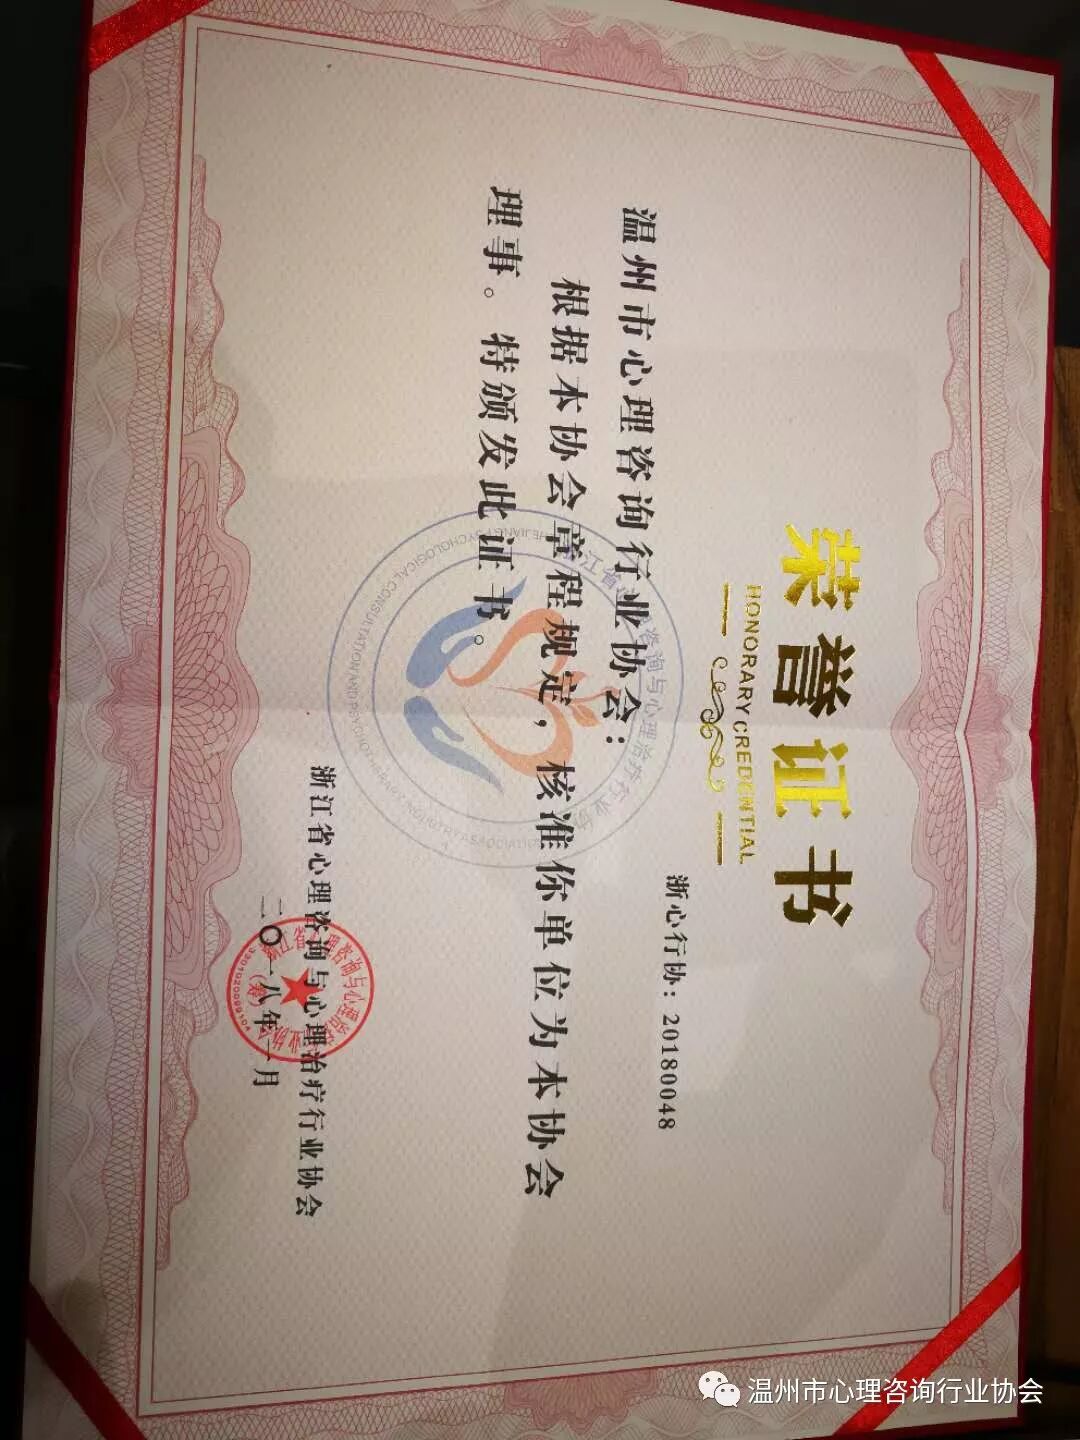 荣誉证书
HONORARY CREDENTIAL
浙心行协：20180048
温州市心理咨询行业协会：
根据本协会章程规定，核准你单位为本协会
理事。特颁发此证书。
浙江省心理咨询与心理治疗行业协会
二〇一八年一月
温州市心理咨询行业协会